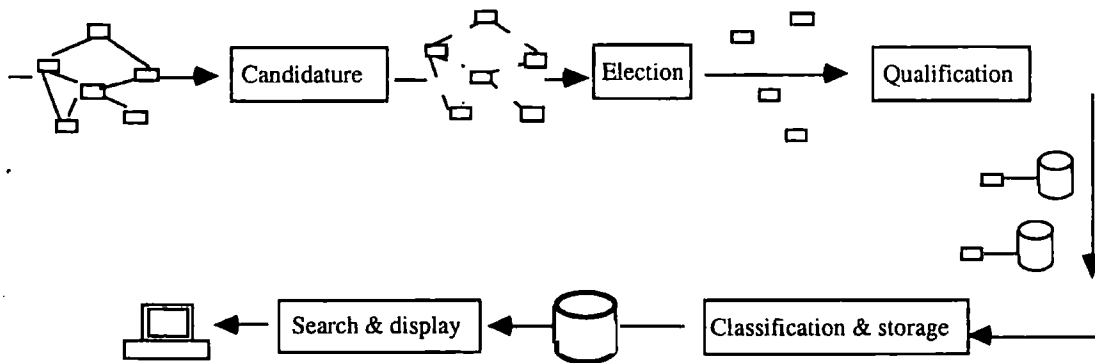 Candidature
Election
Qualification
Search & display
Classification & storage